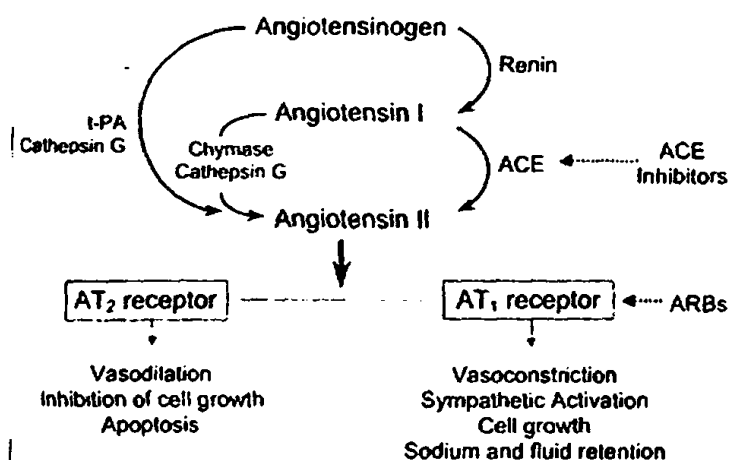 Angiotensinogen
Renin
t-PA
Cathepsin G
Angiotensin I
Chymase
Cathepsin G
ACE
ACE
Inhibitors
Angiotensin II
AT₂ receptor
AT₁ receptor
ARBs
Vasodilation
Inhibition of cell growth
Apoptosis
Vasoconstriction
Sympathetic Activation
Cell growth
Sodium and fluid retention